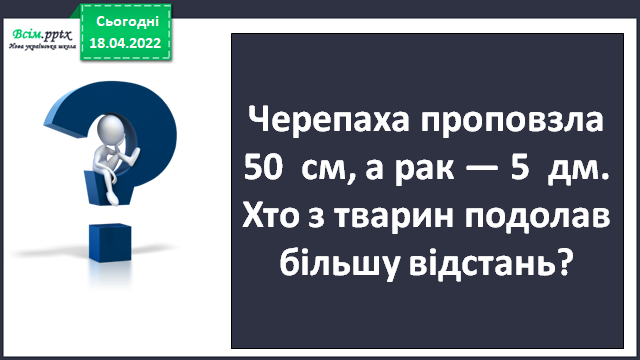 Всім.pptx
Нова українська школа
Сьогодні
18.04.2022
Черепаха проповзла
50 см, а рак — 5 дм.
Хто з тварин подолав
більшу відстань?